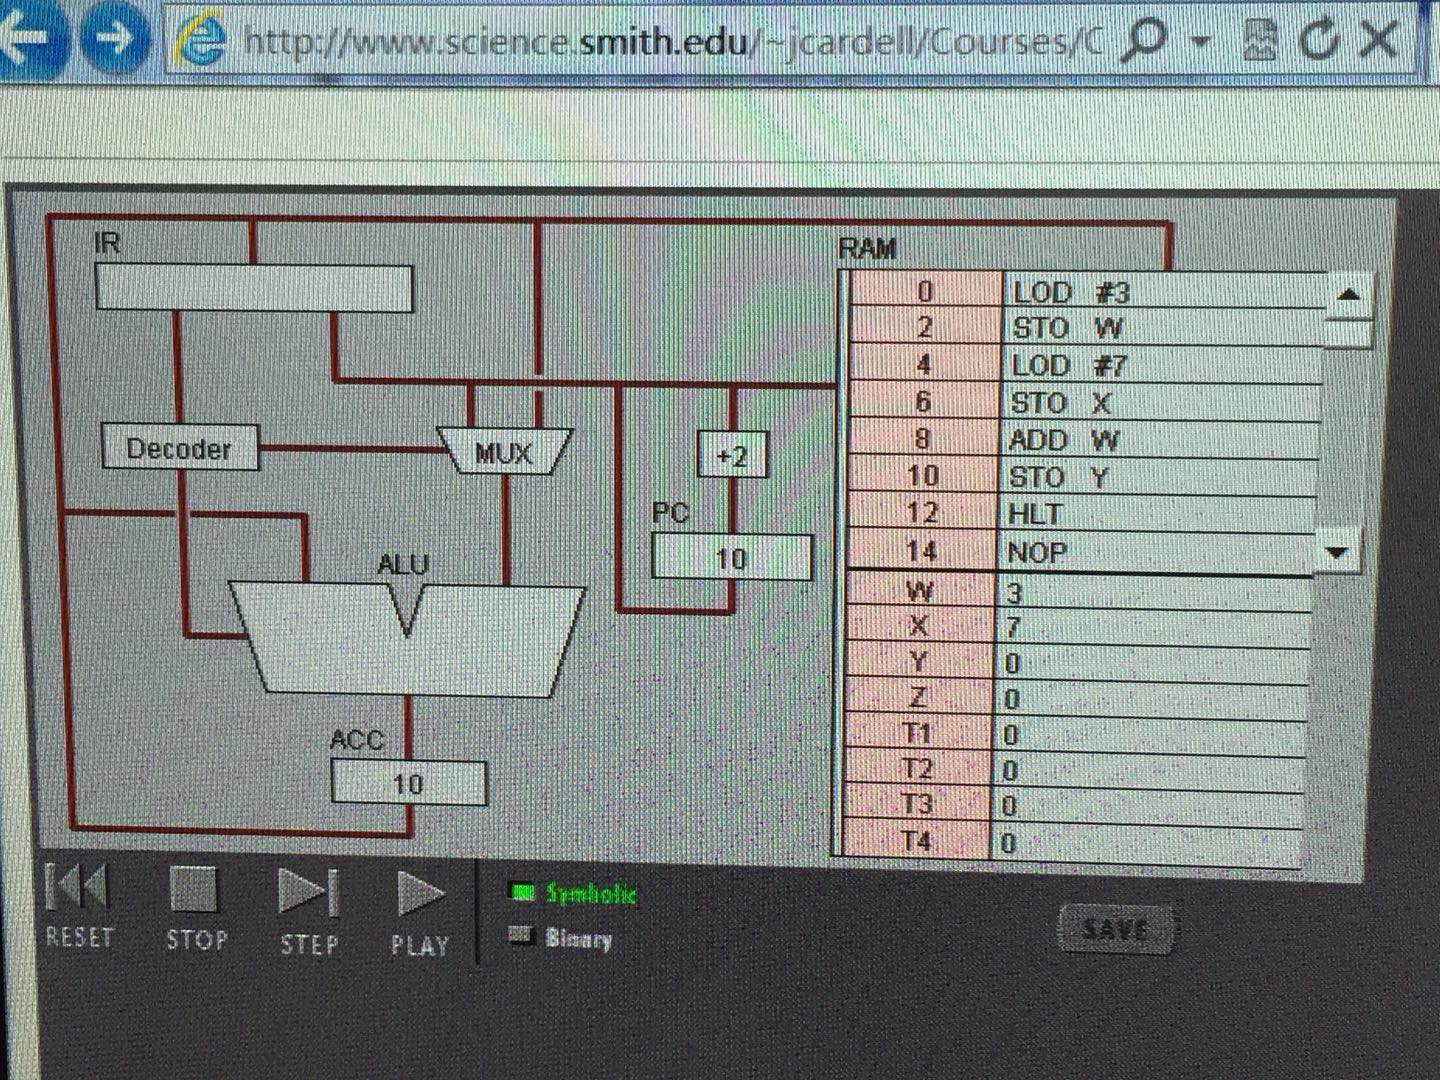 http://www.science.smith.edu/~jcardell/Courses/C
IR
RAM
0 LOD #3
2 STO W
4 LOD #7
6 STO X
8 ADD W
10 STO Y
12 HLT
14 NOP
W 3
X 7
Y 0
Z 0
T1 0
T2 0
T3 0
T4 0
Decoder
MUX
+2
PC
10
ALU
ACC
10
RESET
STOP
STEP
PLAY
Symbolic
Binary
SAVE